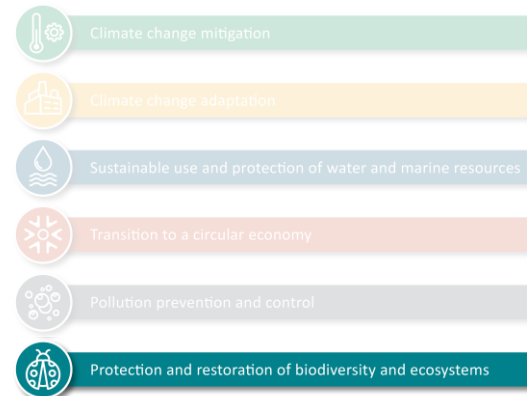 Climate change mitigation
Climate change adaptation
Sustainable use and protection of water and marine resources
Transition to a circular economy
Pollution prevention and control
Protection and restoration of biodiversity and ecosystems